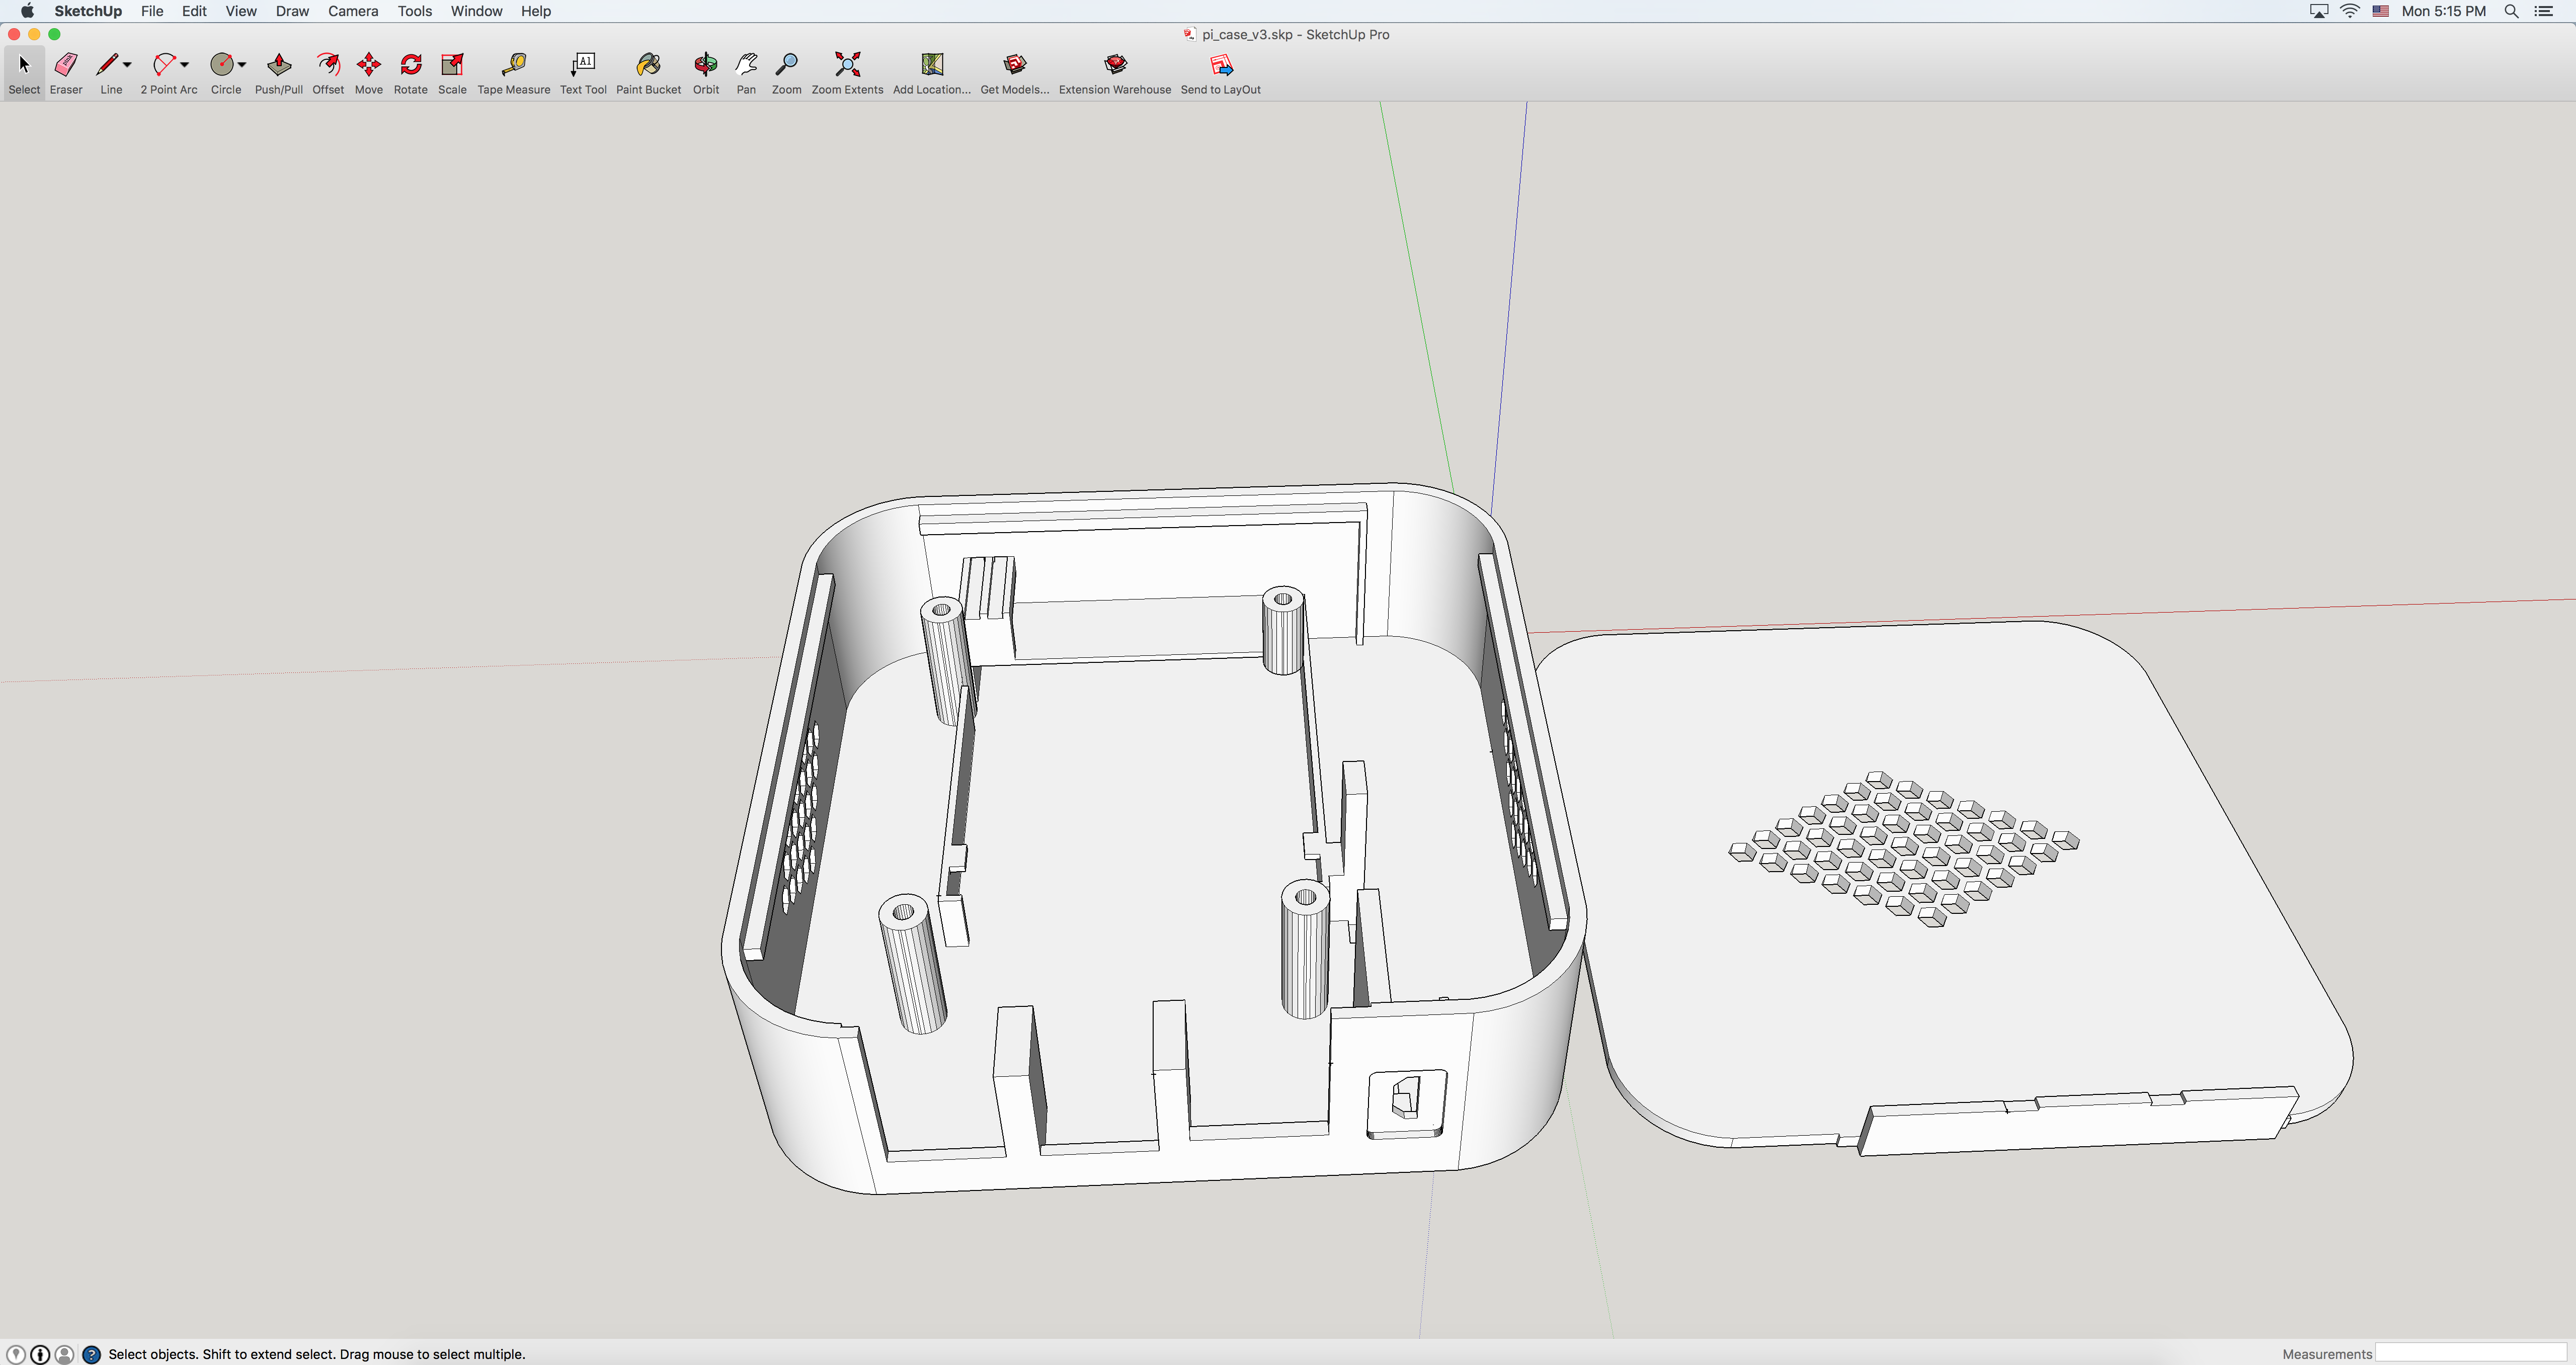 SketchUp File Edit View Draw Camera Tools Window Help Mon 5:15 PM
pi_case_v3.skp - SketchUp Pro
A1
Select Eraser Line 2 Point Arc Circle Push/Pull Offset Move Rotate Scale Tape Measure Text Tool Paint Bucket Orbit Pan Zoom Zoom Extents Add Location... Get Models... Extension Warehouse Send to LayOut
? Select objects. Shift to extend select. Drag mouse to select multiple. Measurements